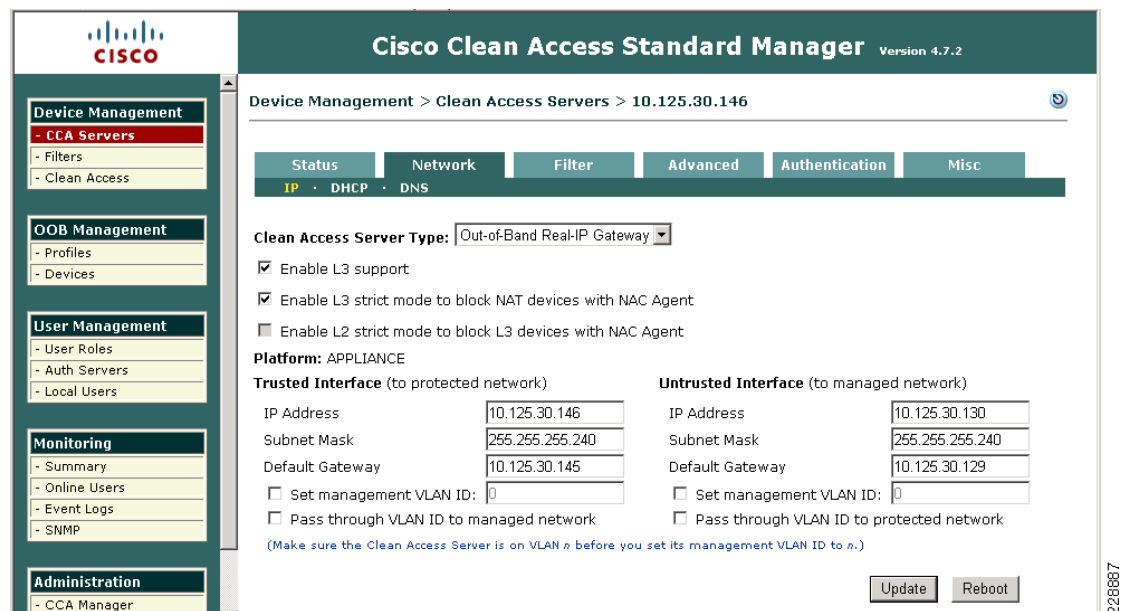 CISCO
Cisco Clean Access Standard Manager Version 4.7.2
Device Management
- CCA Servers
- Filters
- Clean Access
OOB Management
- Profiles
- Devices
User Management
- User Roles
- Auth Servers
- Local Users
Monitoring
- Summary
- Online Users
- Event Logs
- SNMP
Administration
- CCA Manager
Device Management > Clean Access Servers > 10.125.30.146
Status Network Filter Advanced Authentication Misc
IP · DHCP · DNS
Clean Access Server Type: Out-of-Band Real-IP Gateway
Enable L3 support
Enable L3 strict mode to block NAT devices with NAC Agent
Enable L2 strict mode to block L3 devices with NAC Agent
Platform: APPLIANCE
Trusted Interface (to protected network)
IP Address 10.125.30.146
Subnet Mask 255.255.255.240
Default Gateway 10.125.30.145
Set management VLAN ID: 0
Pass through VLAN ID to managed network
Untrusted Interface (to managed network)
IP Address 10.125.30.130
Subnet Mask 255.255.255.240
Default Gateway 10.125.30.129
Set management VLAN ID: 0
Pass through VLAN ID to protected network
(Make sure the Clean Access Server is on VLAN n before you set its management VLAN ID to n.)
Update Reboot
228887